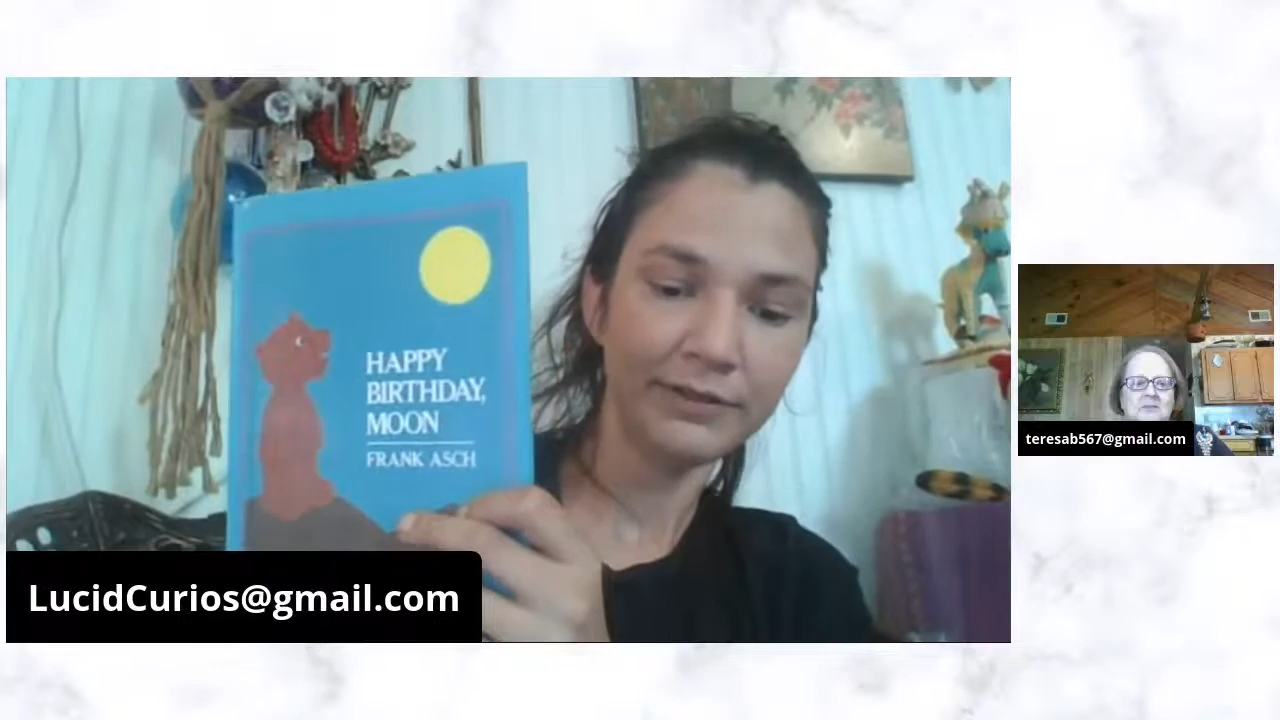 HAPPY
BIRTHDAY,
MOON
FRANK ASCH
LucidCurios@gmail.com
teresab567@gmail.com